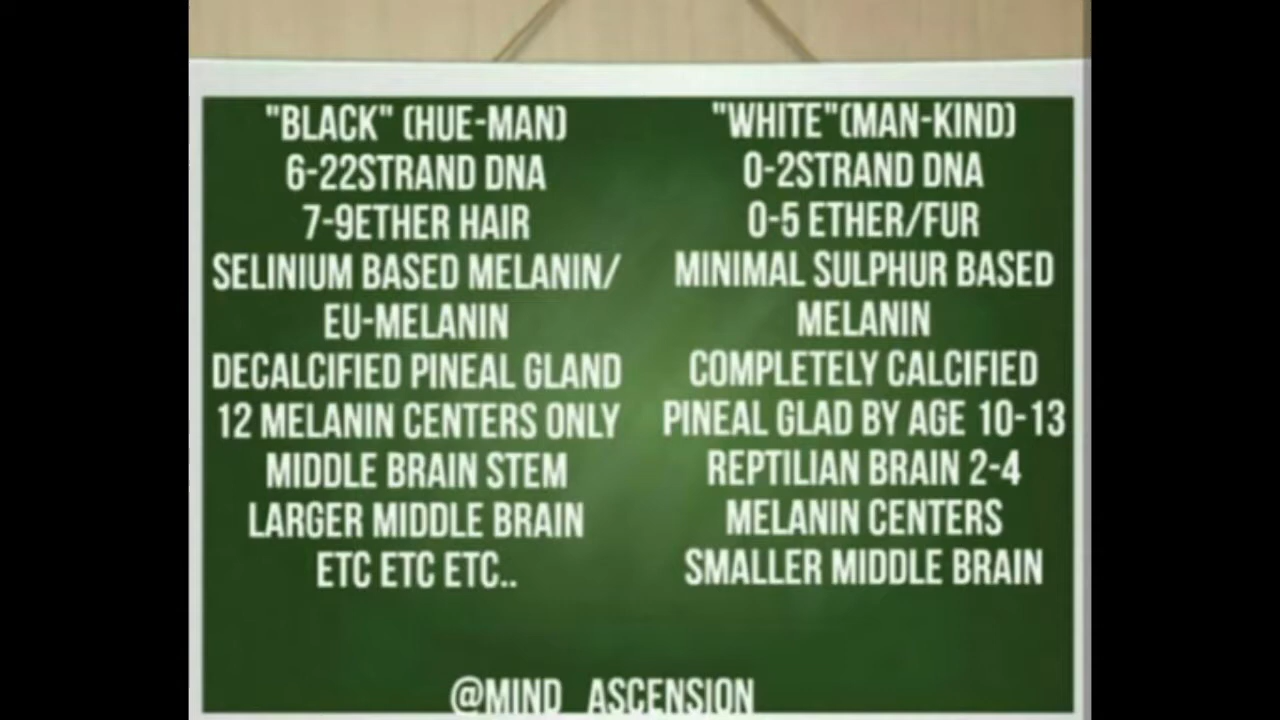 "BLACK" (HUE-MAN)
6-22STRAND DNA
7-9ETHER HAIR
SELINIUM BASED MELANIN/
EU-MELANIN
DECALCIFIED PINEAL GLAND
12 MELANIN CENTERS ONLY
MIDDLE BRAIN STEM
LARGER MIDDLE BRAIN
ETC ETC ETC..
"WHITE"(MAN-KIND)
0-2STRAND DNA
0-5 ETHER/FUR
MINIMAL SULPHUR BASED
MELANIN
COMPLETELY CALCIFIED
PINEAL GLAD BY AGE 10-13
REPTILIAN BRAIN 2-4
MELANIN CENTERS
SMALLER MIDDLE BRAIN
@MIND_ASCENSION